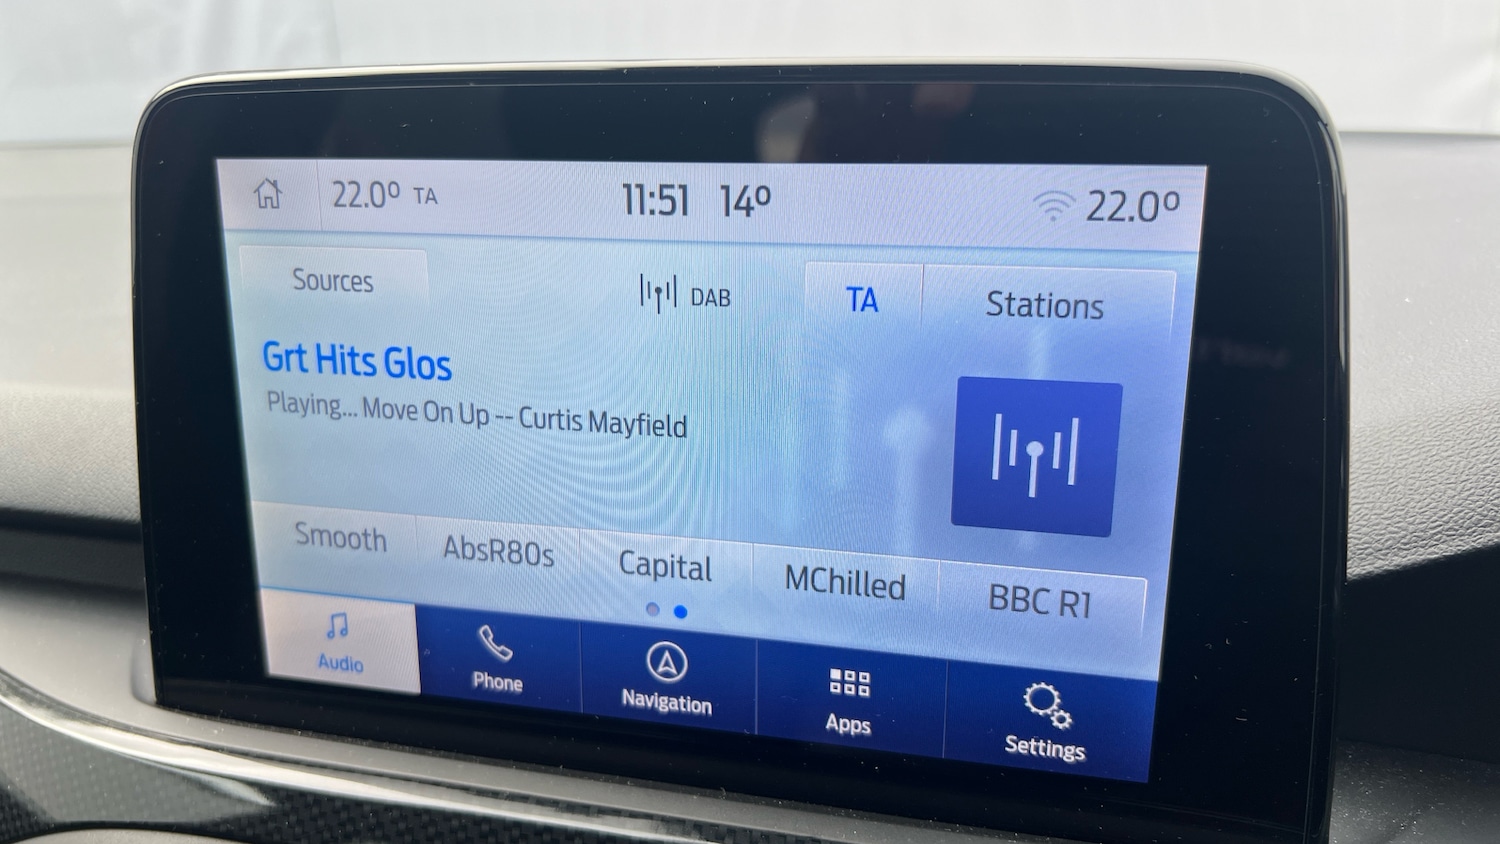 22.0° TA 11:51 14° 22.0°
Sources DAB TA Stations
Grt Hits Glos
Playing... Move On Up -- Curtis Mayfield
Smooth AbsR80s Capital MChilled BBC R1
Audio Phone Navigation Apps Settings